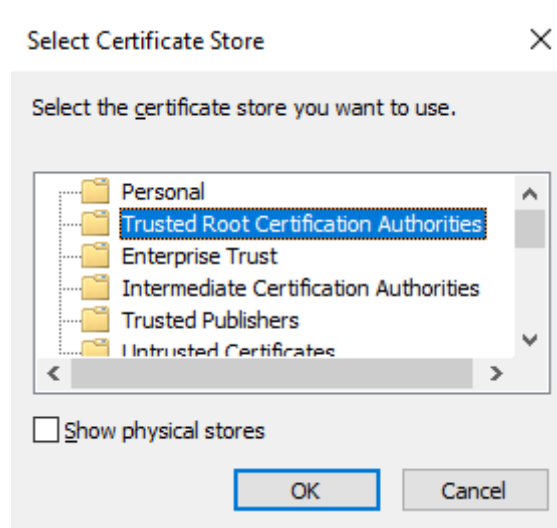 Select Certificate Store
Select the certificate store you want to use.
Personal
Trusted Root Certification Authorities
Enterprise Trust
Intermediate Certification Authorities
Trusted Publishers
Untrusted Certificates
Show physical stores
OK
Cancel